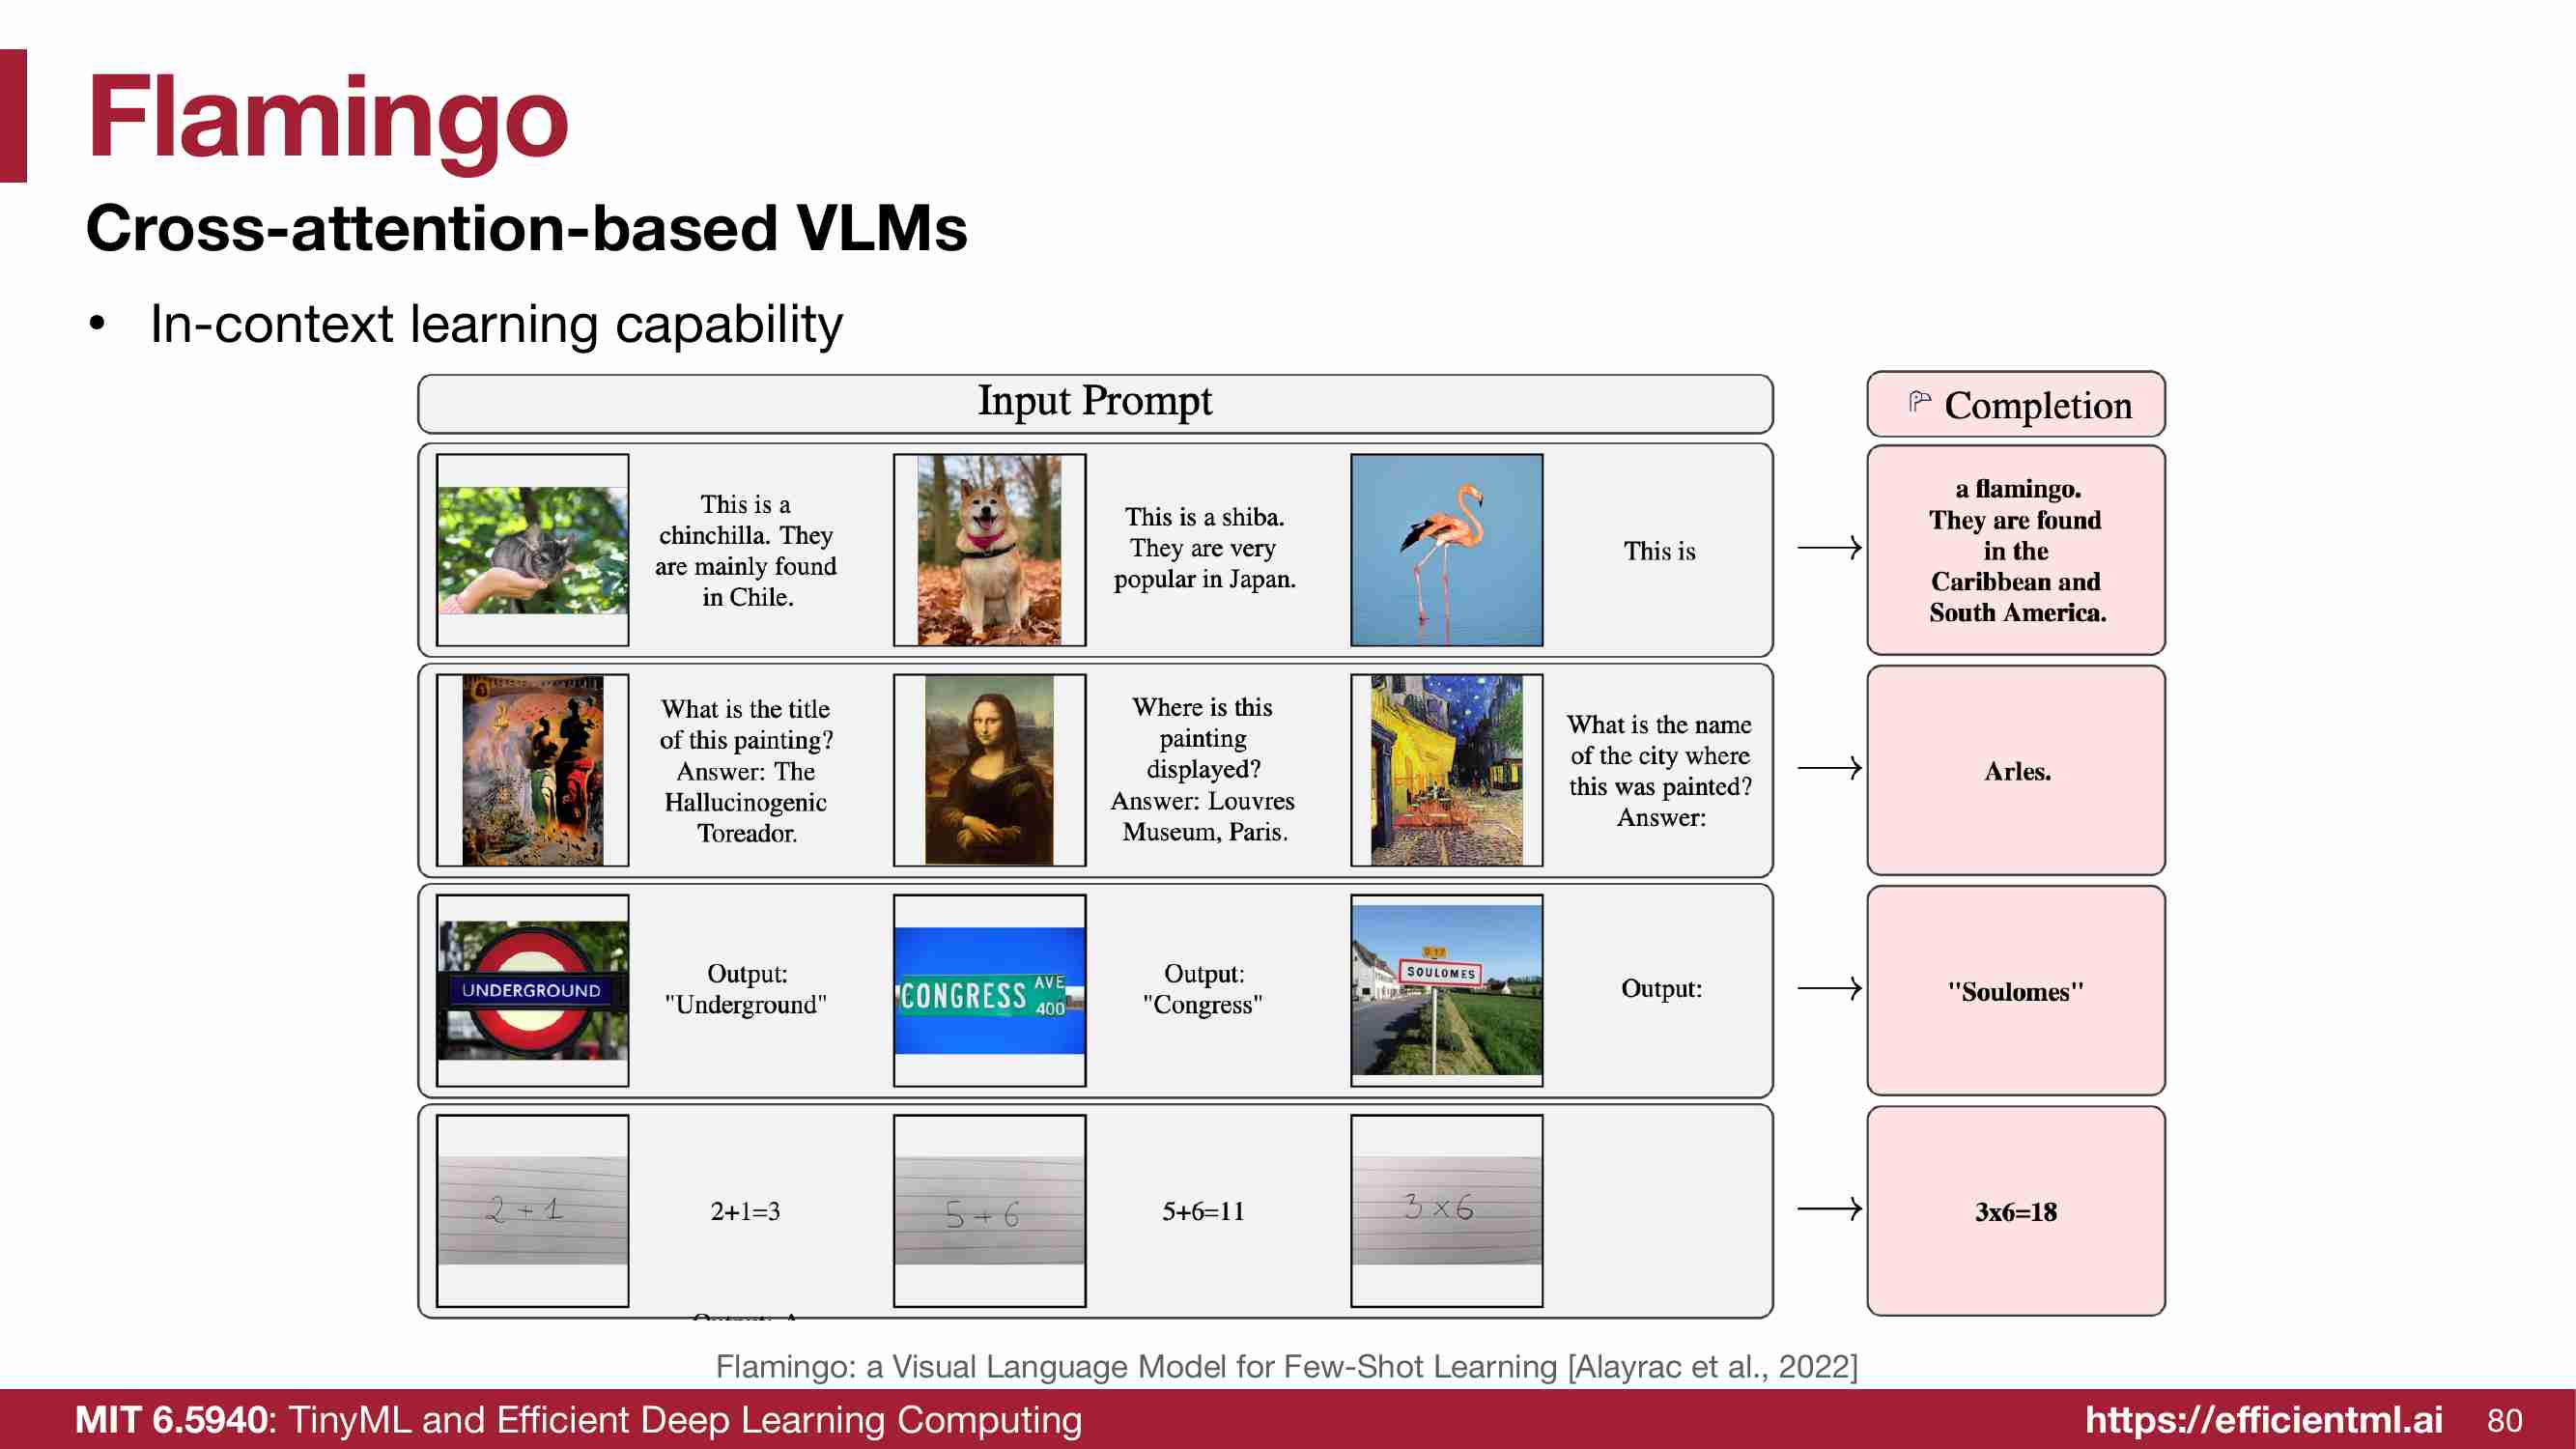 Flamingo
Cross-attention-based VLMs
• In-context learning capability
Input Prompt
Completion
This is a
chinchilla. They
are mainly found
in Chile.
This is a shiba.
They are very
popular in Japan.
This is
a flamingo.
They are found
in the
Caribbean and
South America.
What is the title
of this painting?
Answer: The
Hallucinogenic
Toreador.
Where is this
painting
displayed?
Answer: Louvres
Museum, Paris.
What is the name
of the city where
this was painted?
Answer:
Arles.
UNDERGROUND
Output:
"Underground"
CONGRESS AVE
400
Output:
"Congress"
SOULOMES
Output:
"Soulomes"
2+1
2+1=3
5+6
5+6=11
3x6
3x6=18
Flamingo: a Visual Language Model for Few-Shot Learning [Alayrac et al., 2022]
MIT 6.5940: TinyML and Efficient Deep Learning Computing
https://efficientml.ai
80